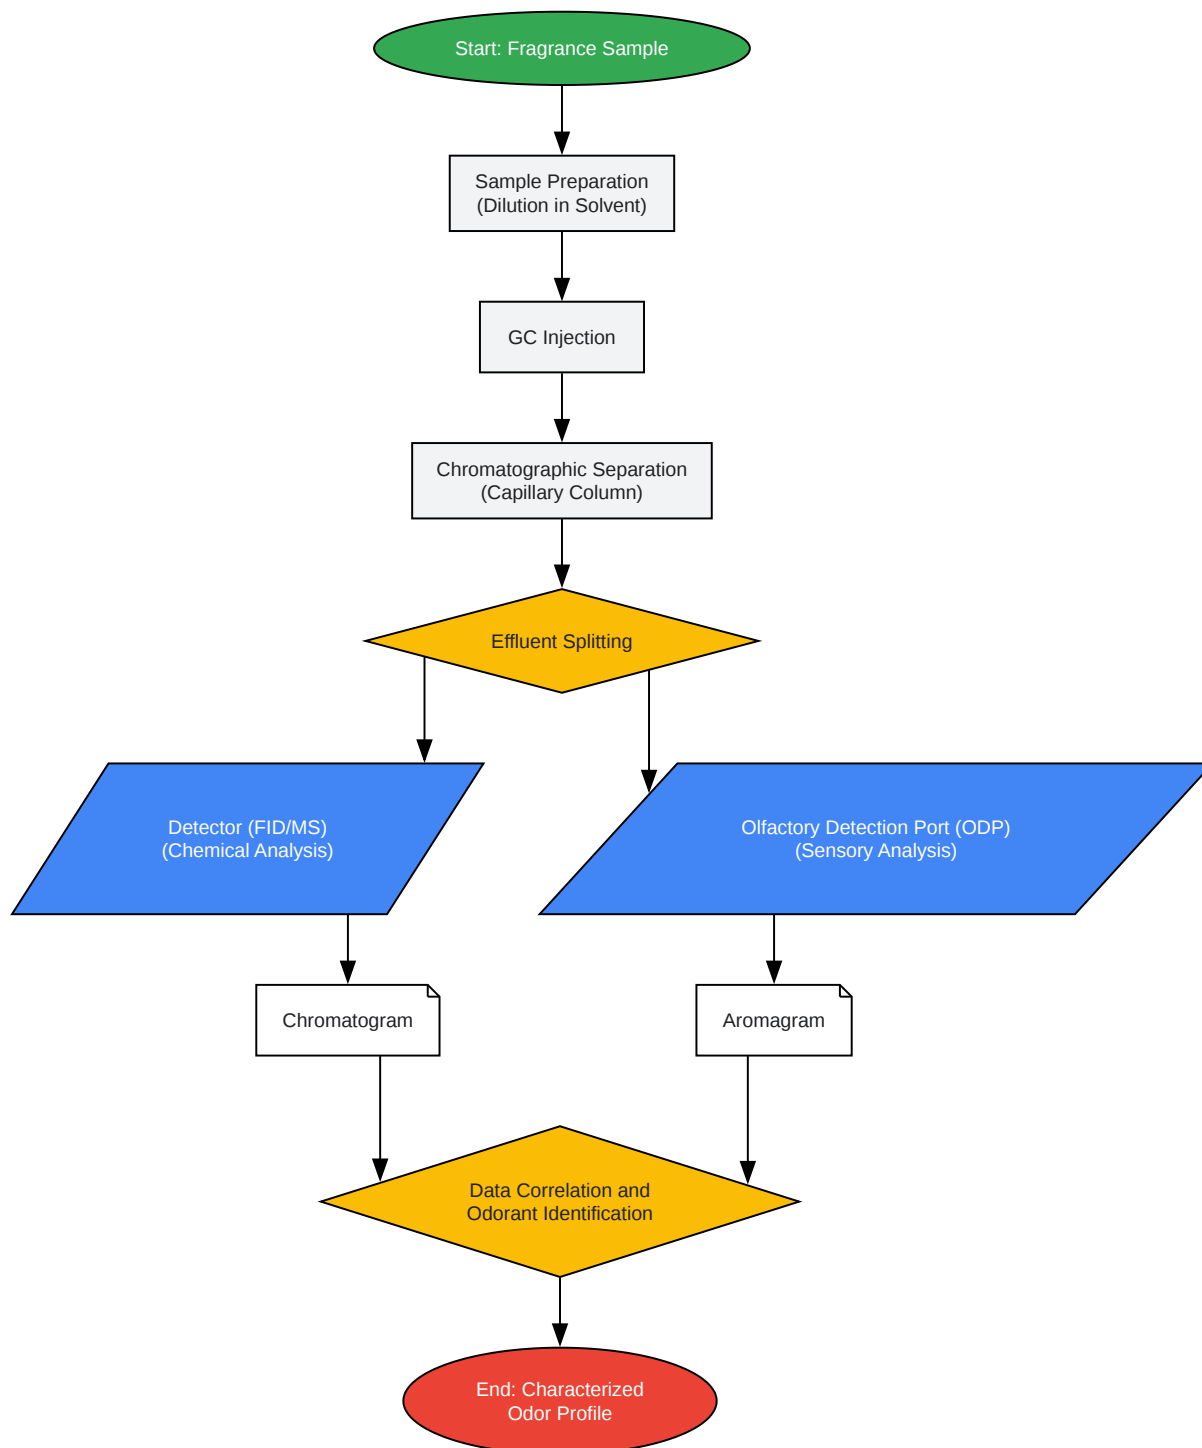 Start: Fragrance Sample
Sample Preparation
(Dilution in Solvent)
GC Injection
Chromatographic Separation
(Capillary Column)
Effluent Splitting
Detector (FID/MS)
(Chemical Analysis)
Olfactory Detection Port (ODP)
(Sensory Analysis)
Chromatogram
Aromagram
Data Correlation and
Odorant Identification
End: Characterized
Odor Profile